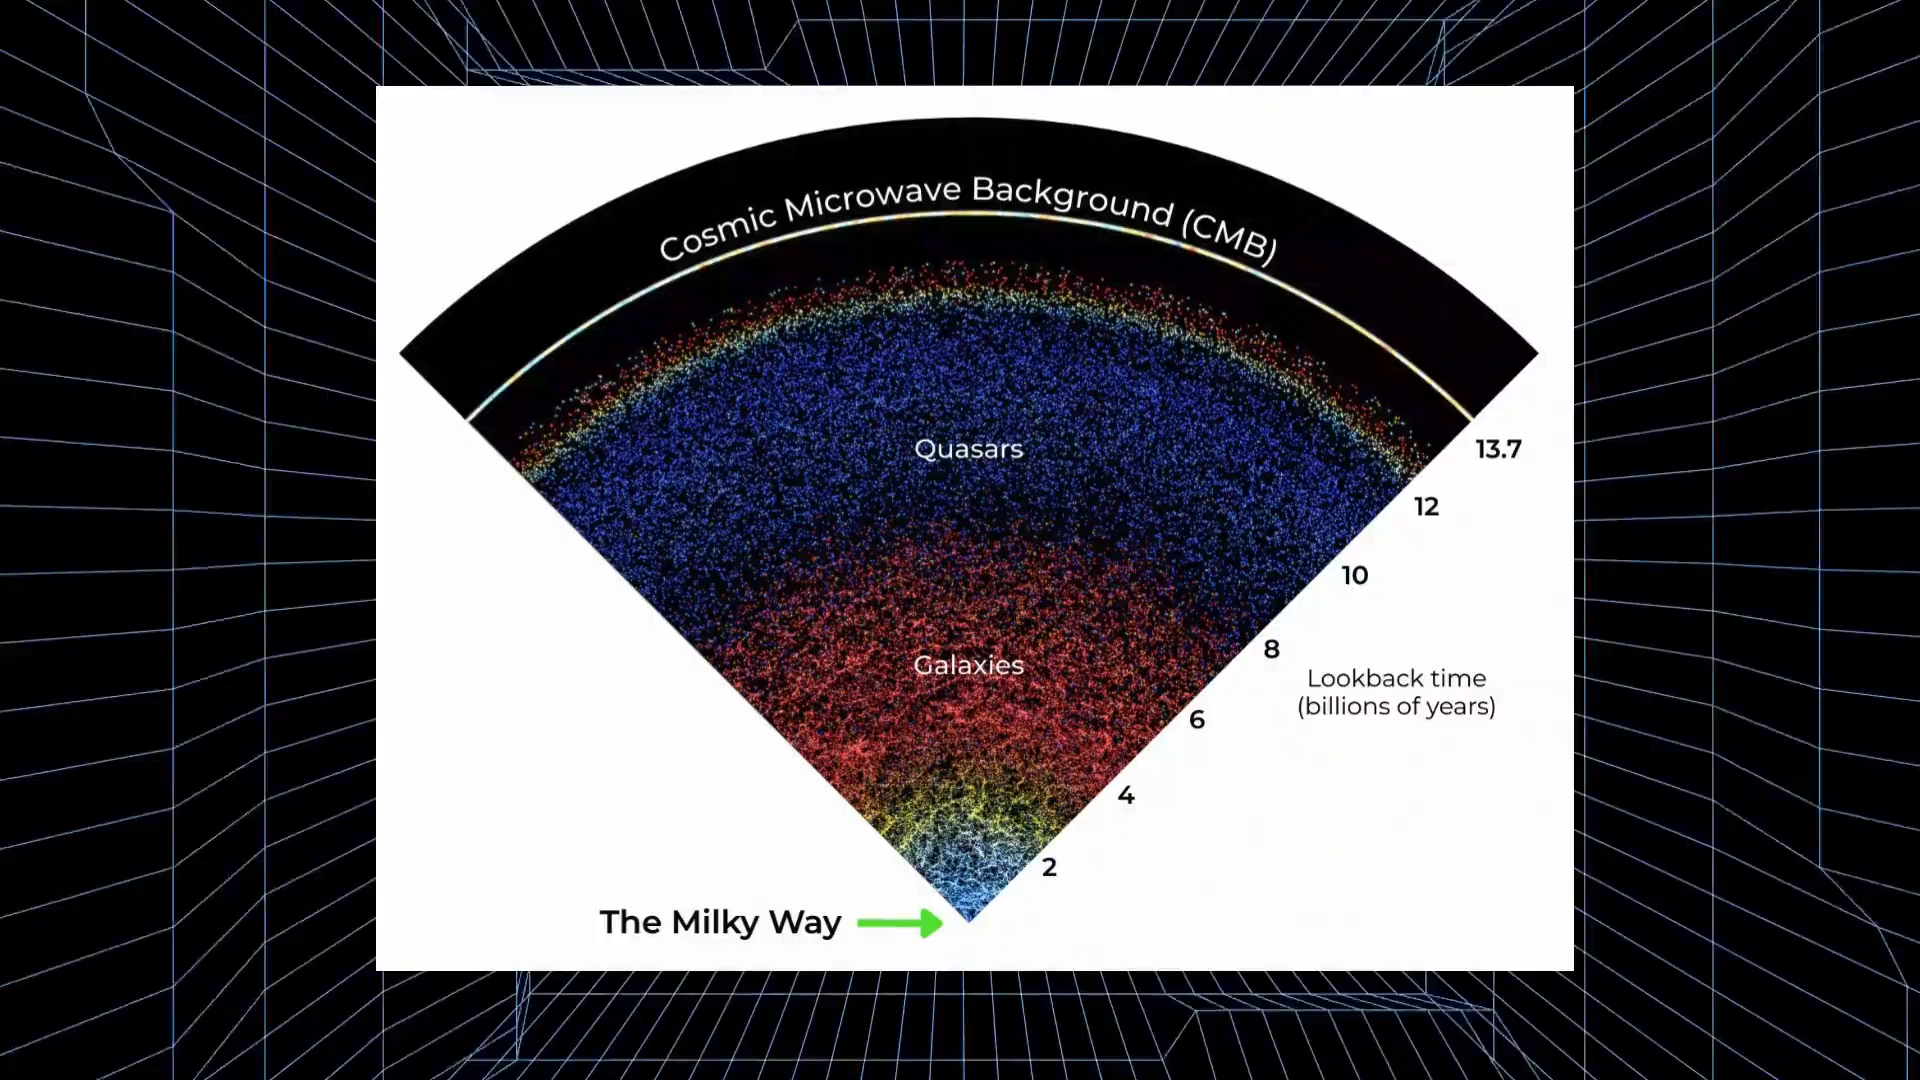 Cosmic Microwave Background (CMB)
Quasars
13.7
12
10
8
Galaxies
Lookback time
(billions of years)
6
4
2
The Milky Way